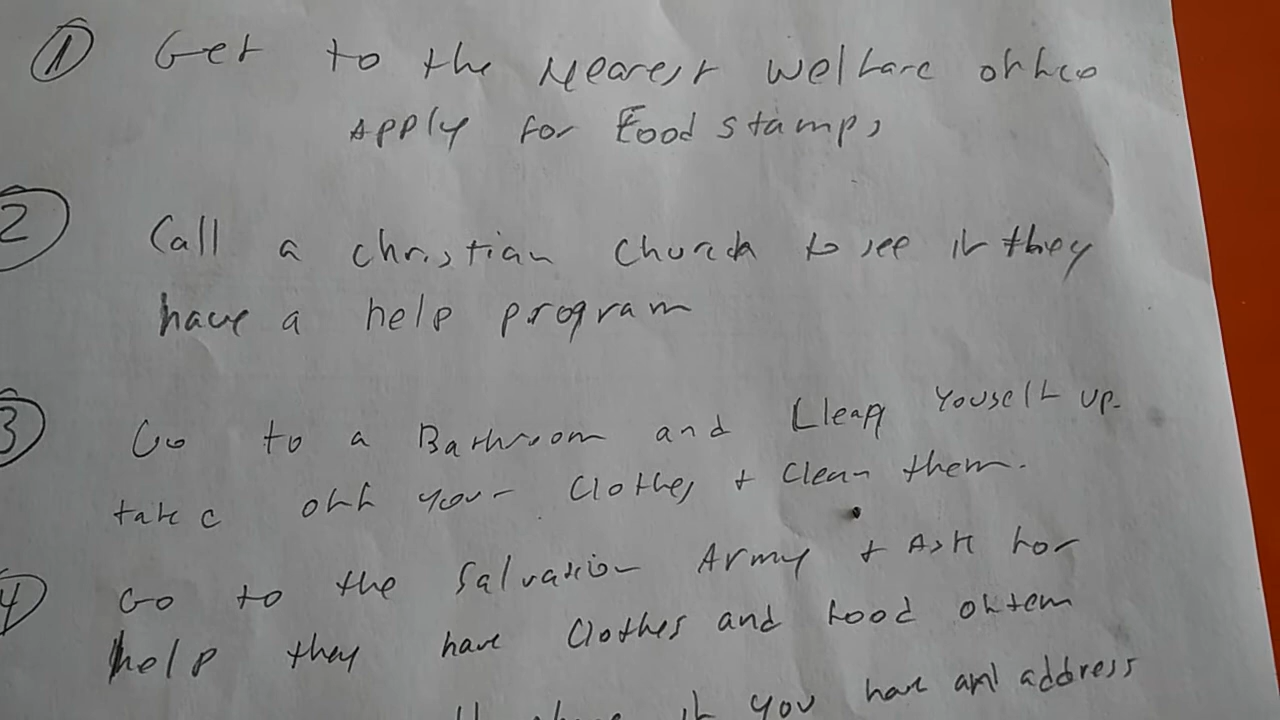 ① Get to the Nearest welfare office
Apply for Food stamps
② Call a christian church to see if they
have a help program
③ Go to a Bathroom and Clean Youself up.
take off your clothes + clean them.
④ Go to the Salvation Army + Ask for
help they have clothes and food often
if you have address